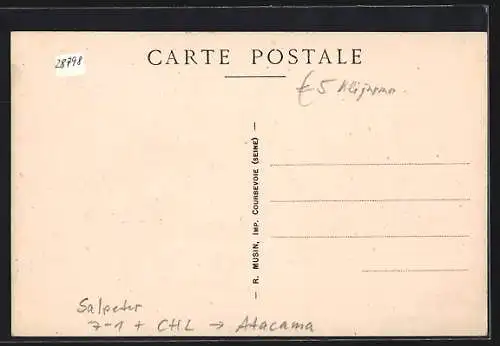 28798
CARTE POSTALE
€5
— R. MUSIN, IMP. COURBEVOIE (SEINE) —
Salpeter
7-1 + CHL → Atacama